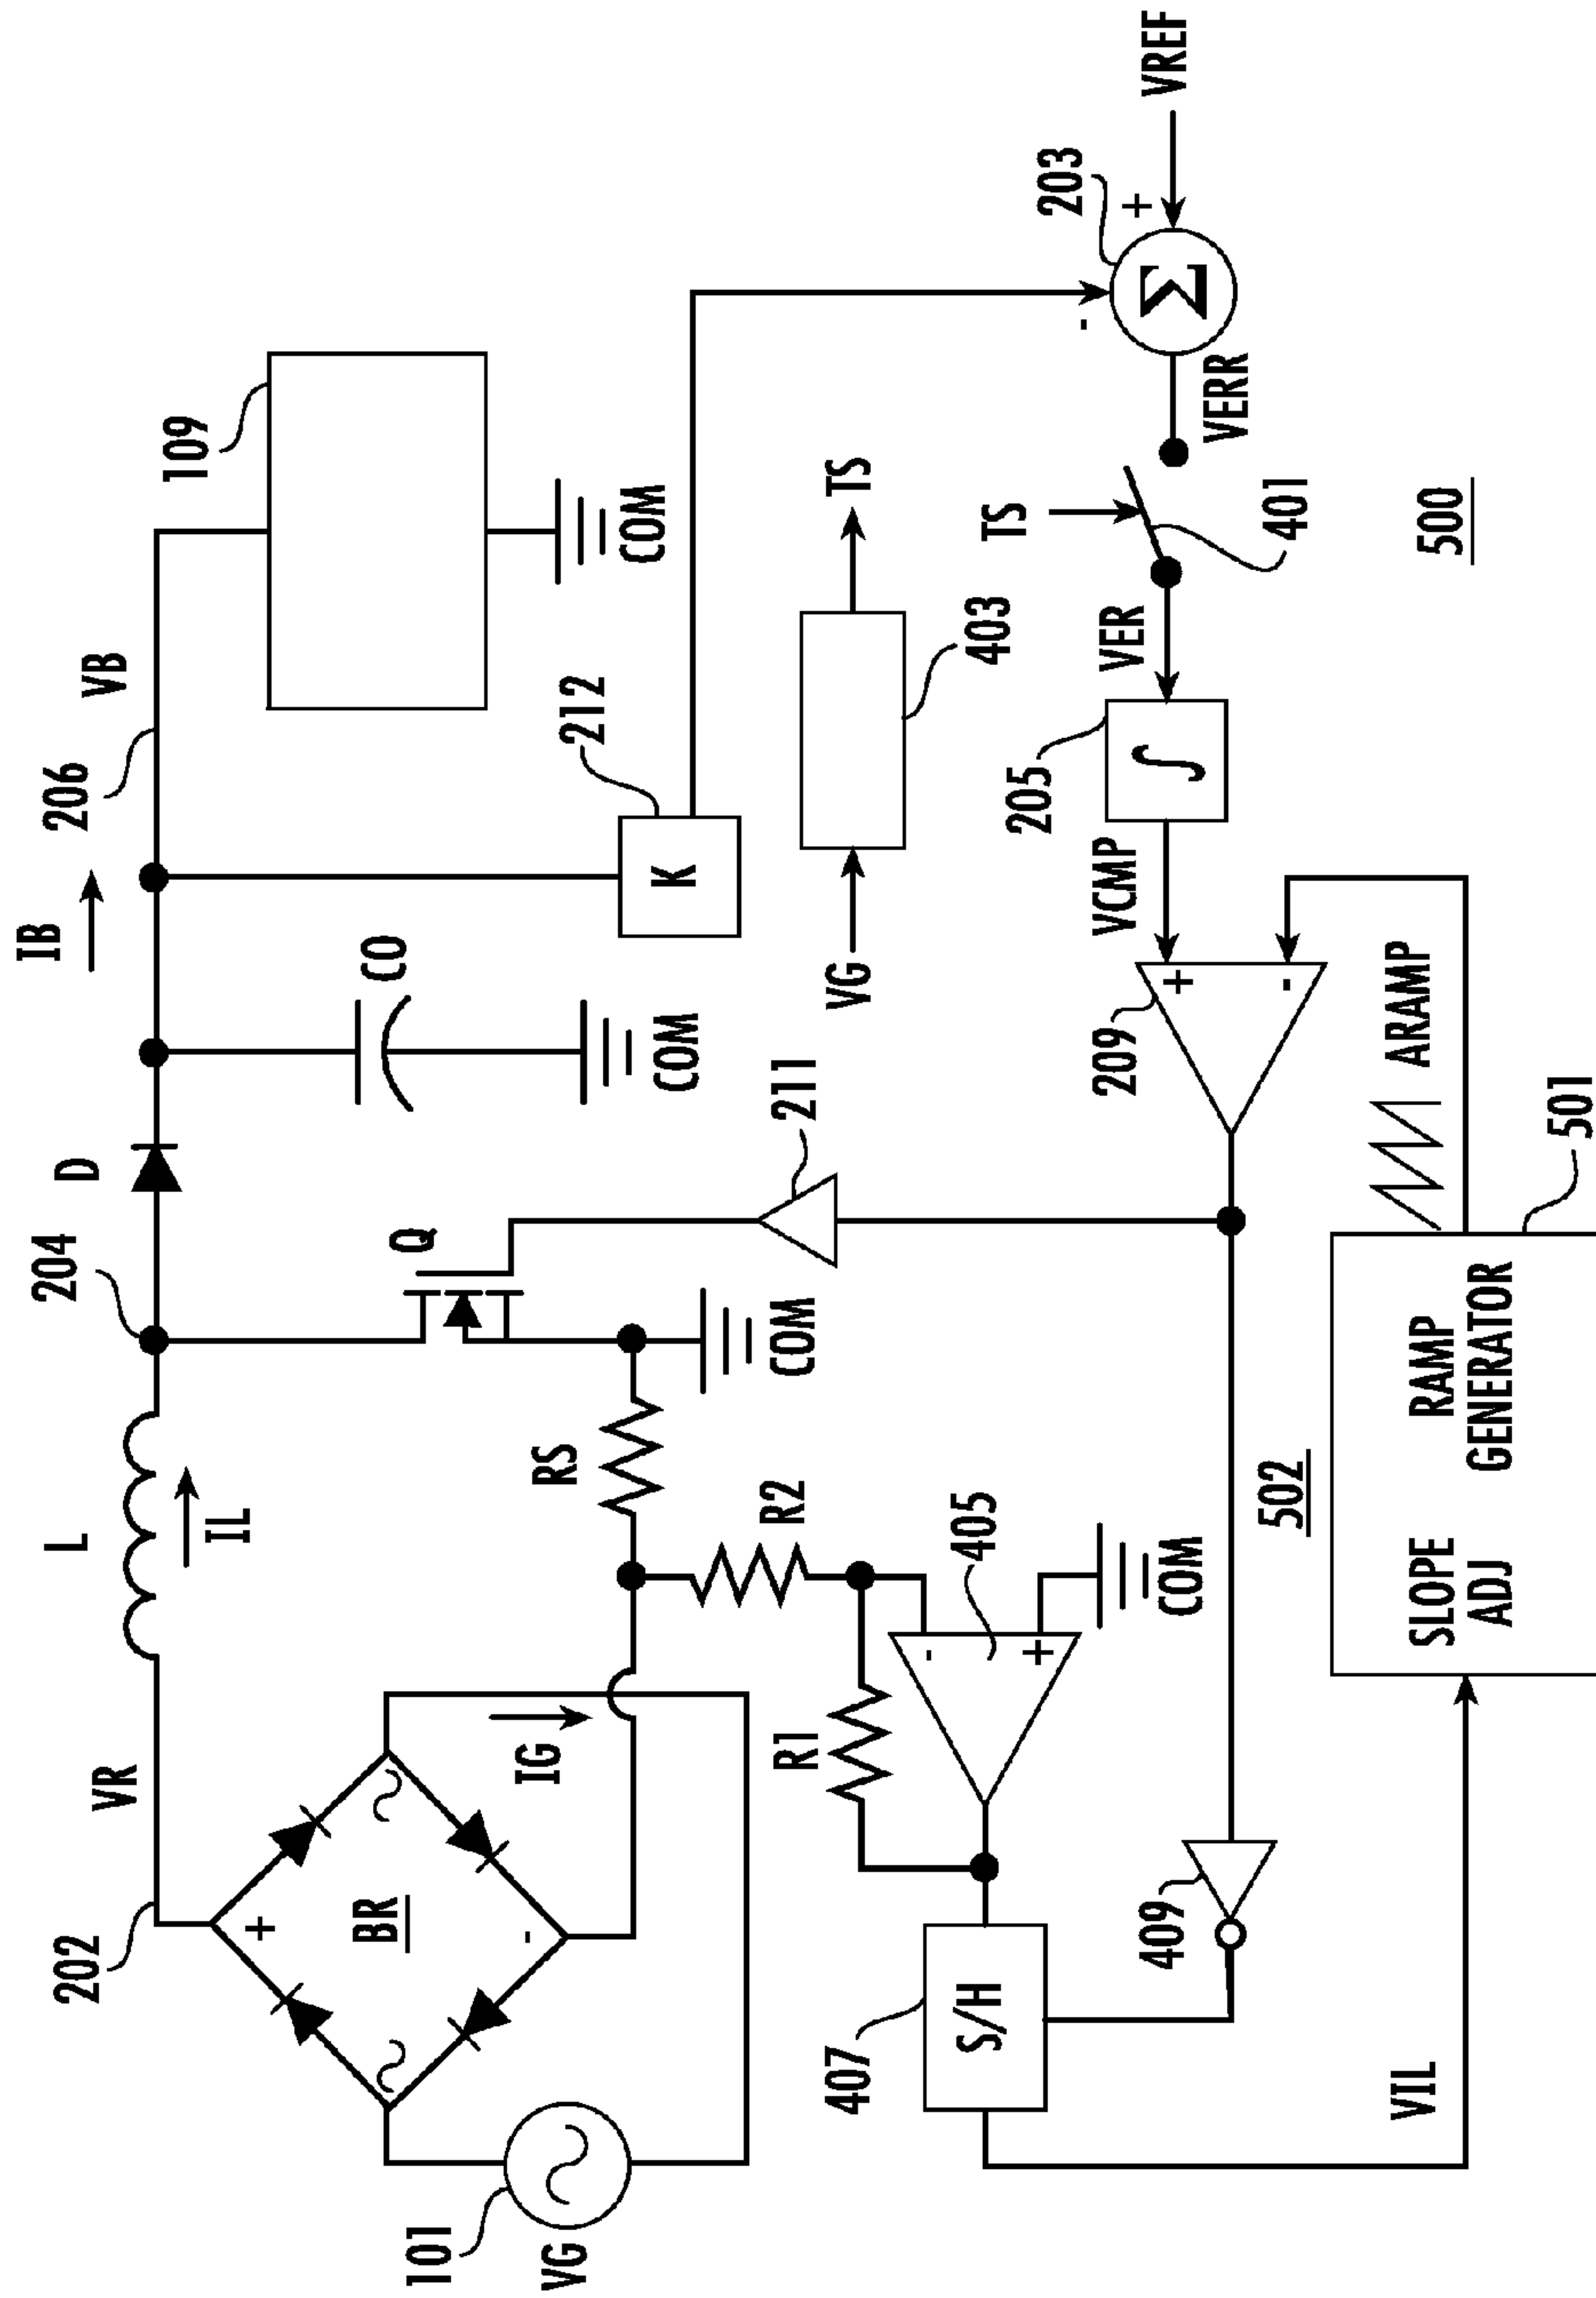 IB
206
VB
204
D
L
IL
VR
202
CO
COM
109
COM
Q
COM
211
212
K
RS
R2
BR
+
-
IG
101
VG
VG
TS
403
R1
405
-
+
COM
407
S/H
409
209
+
-
VCMP
205
∫
VER
TS
401
VERR
203
Σ
-
+
VREF
ARAMP
501
RAMP
GENERATOR
SLOPE
ADJ
502
VIL
500